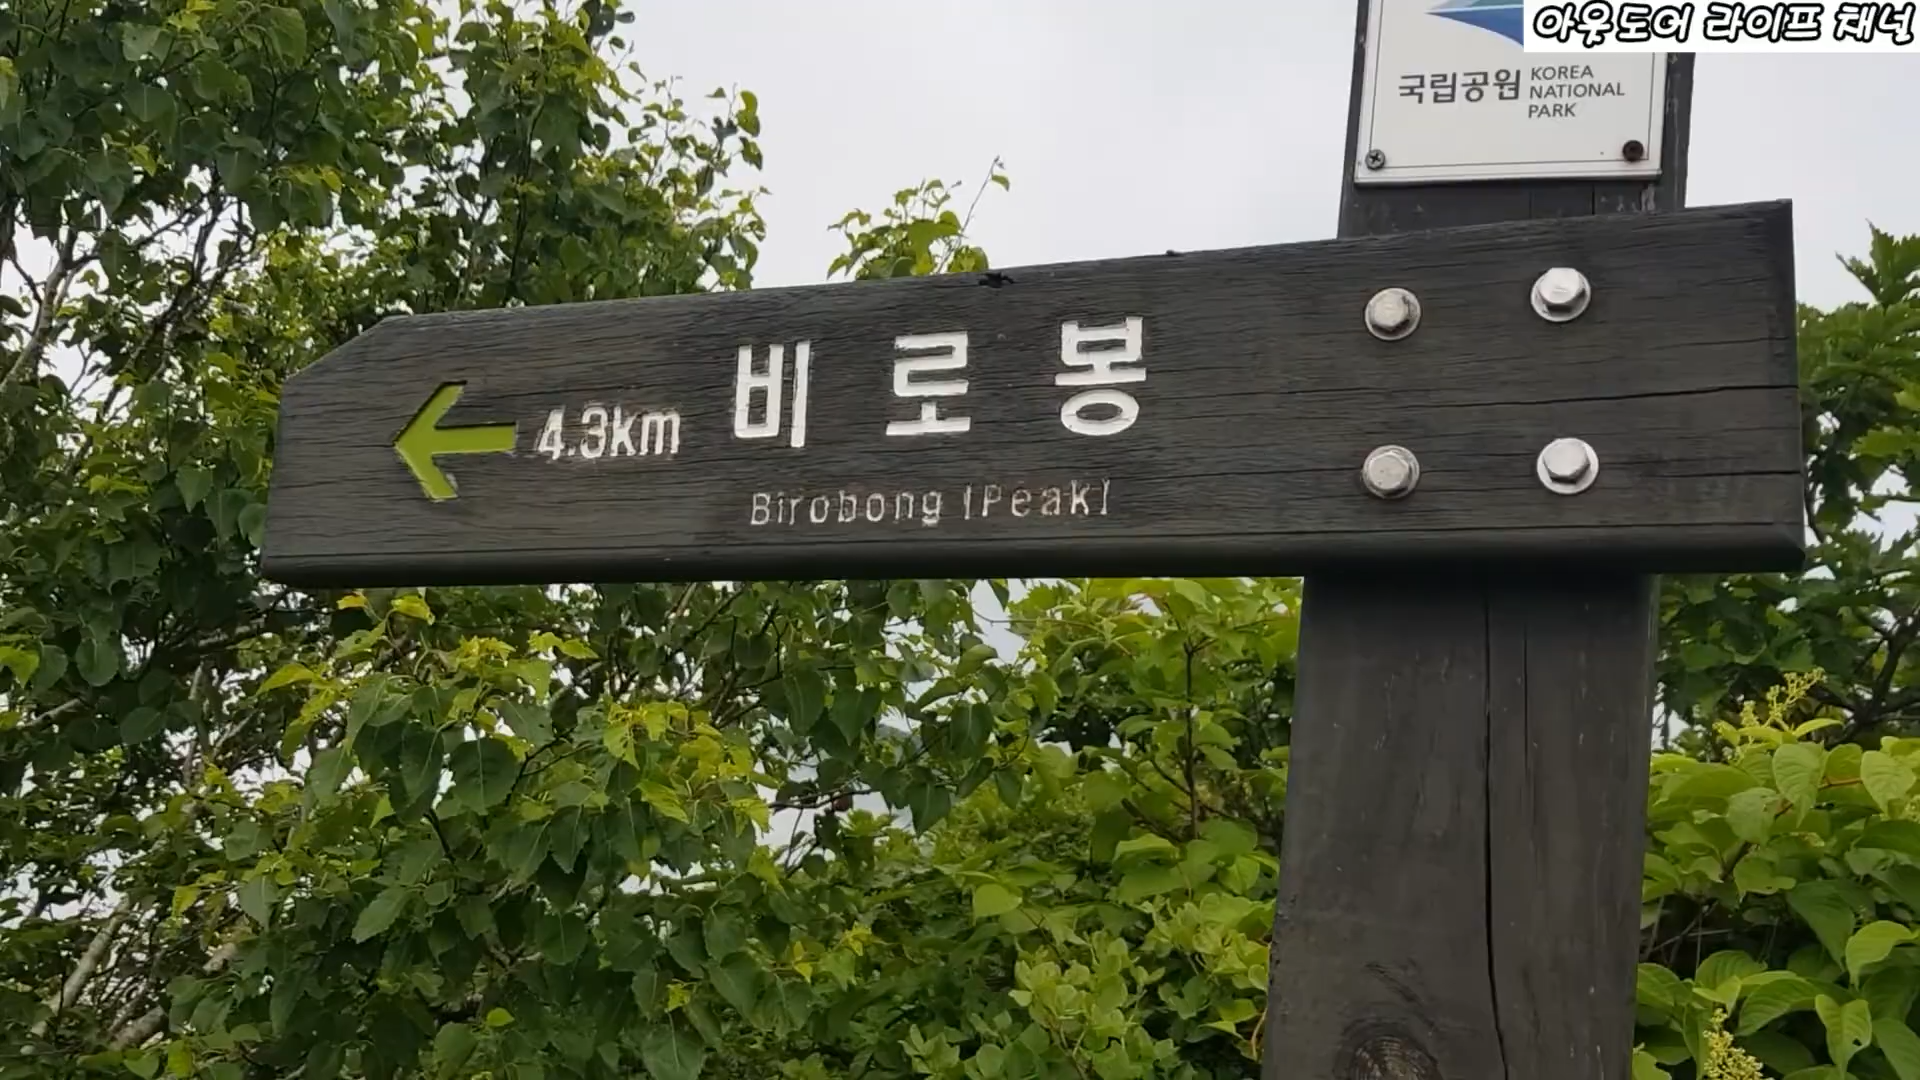 아웃도어 라이프 채널
국립공원 KOREA
NATIONAL
PARK
4.3km 비로봉
Birobong (Peak)